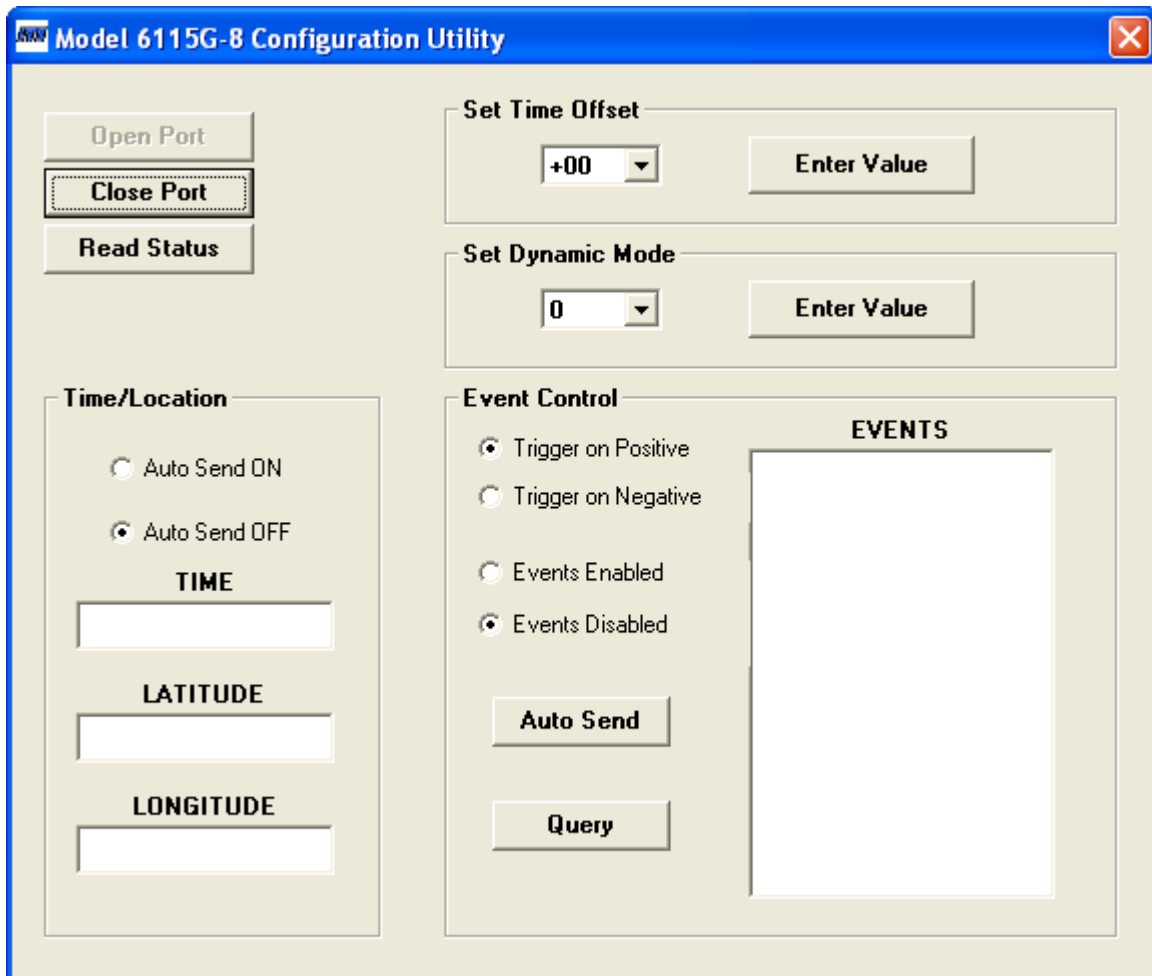 Model 6115G-8 Configuration Utility
Open Port
Close Port
Read Status
Set Time Offset
+00
Enter Value
Set Dynamic Mode
0
Enter Value
Time/Location
Auto Send ON
Auto Send OFF
TIME
LATITUDE
LONGITUDE
Event Control
Trigger on Positive
Trigger on Negative
Events Enabled
Events Disabled
Auto Send
Query
EVENTS